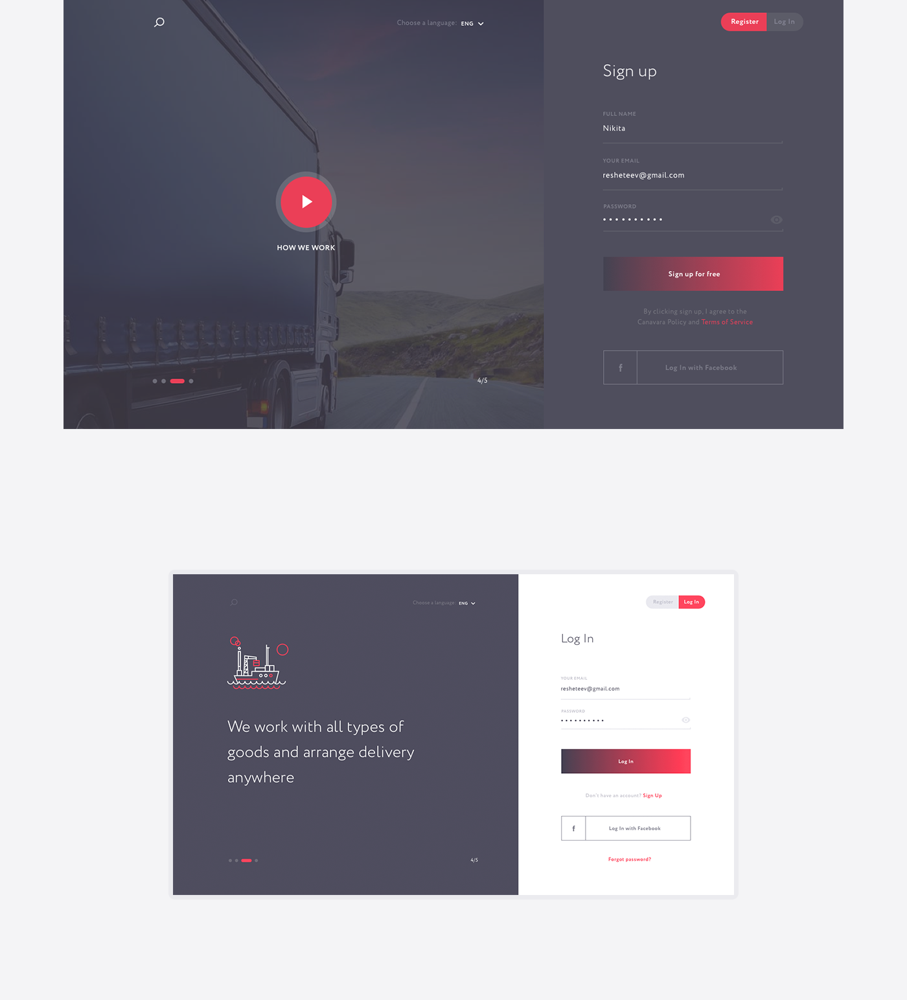 Choose a language: ENG
Register Log In
Sign up
FULL NAME
Nikita
YOUR EMAIL
resheteev@gmail.com
PASSWORD
HOW WE WORK
Sign up for free
By clicking sign up, I agree to the
Canavara Policy and Terms of Service
f Log In with Facebook
4/5
Choose a language: ENG
Register Log In
Log In
YOUR EMAIL
resheteev@gmail.com
PASSWORD
We work with all types of
goods and arrange delivery
anywhere
Log In
Don't have an account? Sign Up
f Log In with Facebook
Forgot password?
4/5